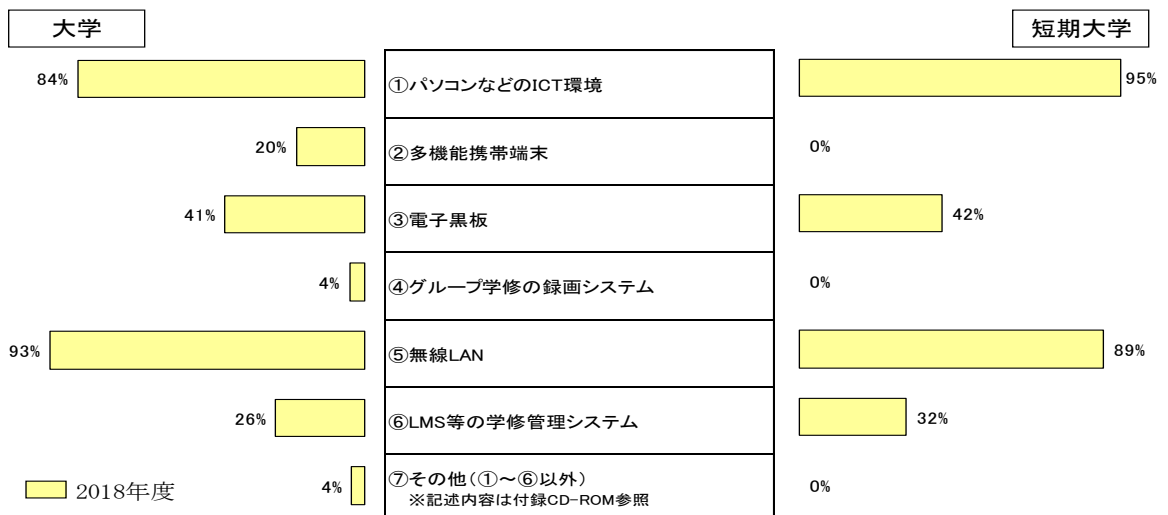 大学
短期大学
84%
①パソコンなどのICT環境
95%
20%
②多機能携帯端末
0%
41%
③電子黒板
42%
4%
④グループ学修の録画システム
0%
93%
⑤無線LAN
89%
26%
⑥LMS等の学修管理システム
32%
2018年度
4%
⑦その他(①～⑥以外)
※記述内容は付録CD-ROM参照
0%